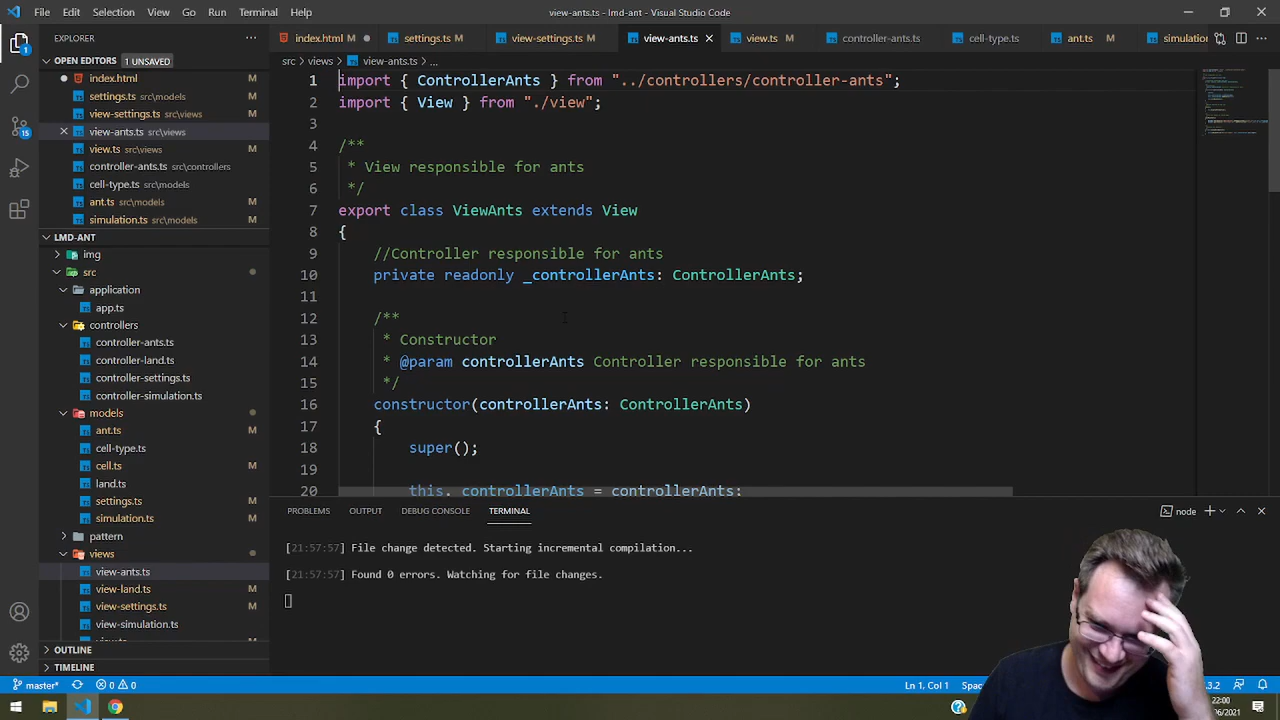 File Edit Selection View Go Run Terminal Help
view-ants.ts - lmd-ant - Visual Studio Code
EXPLORER
index.html
settings.ts M
view-settings.ts M
view-ants.ts
view.ts M
controller-ants.ts
cell-type.ts
ant.ts M
simulation
OPEN EDITORS 1 UNSAVED
index.html
settings.ts src\models M
view-settings.ts src\views M
view-ants.ts src\views
view.ts src\views M
controller-ants.ts src\controllers
cell-type.ts src\models
ant.ts src\models M
simulation.ts src\models M
LMD-ANT
img
src
application
app.ts
controllers
controller-ants.ts
controller-land.ts
controller-settings.ts
controller-simulation.ts
models
ant.ts M
cell-type.ts
cell.ts M
land.ts
settings.ts M
simulation.ts M
pattern
views
view-ants.ts
view-land.ts
view-settings.ts M
view-simulation.ts
OUTLINE
TIMELINE
src > views > view-ants.ts > ...
1 import { ControllerAnts } from "../controllers/controller-ants";
2 import { View } from "./view";
3
4 /**
5 * View responsible for ants
6 */
7 export class ViewAnts extends View
8 {
9 //Controller responsible for ants
10 private readonly _controllerAnts: ControllerAnts;
11
12 /**
13 * Constructor
14 * @param controllerAnts Controller responsible for ants
15 */
16 constructor(controllerAnts: ControllerAnts)
17 {
18 super();
19
20 this._controllerAnts = controllerAnts;
PROBLEMS OUTPUT DEBUG CONSOLE TERMINAL
node
[21:57:57] File change detected. Starting incremental compilation...
[21:57:57] Found 0 errors. Watching for file changes.
1
15
master* 0 0
Ln 1, Col 1 Spac
.3.2
22:00
06/2021